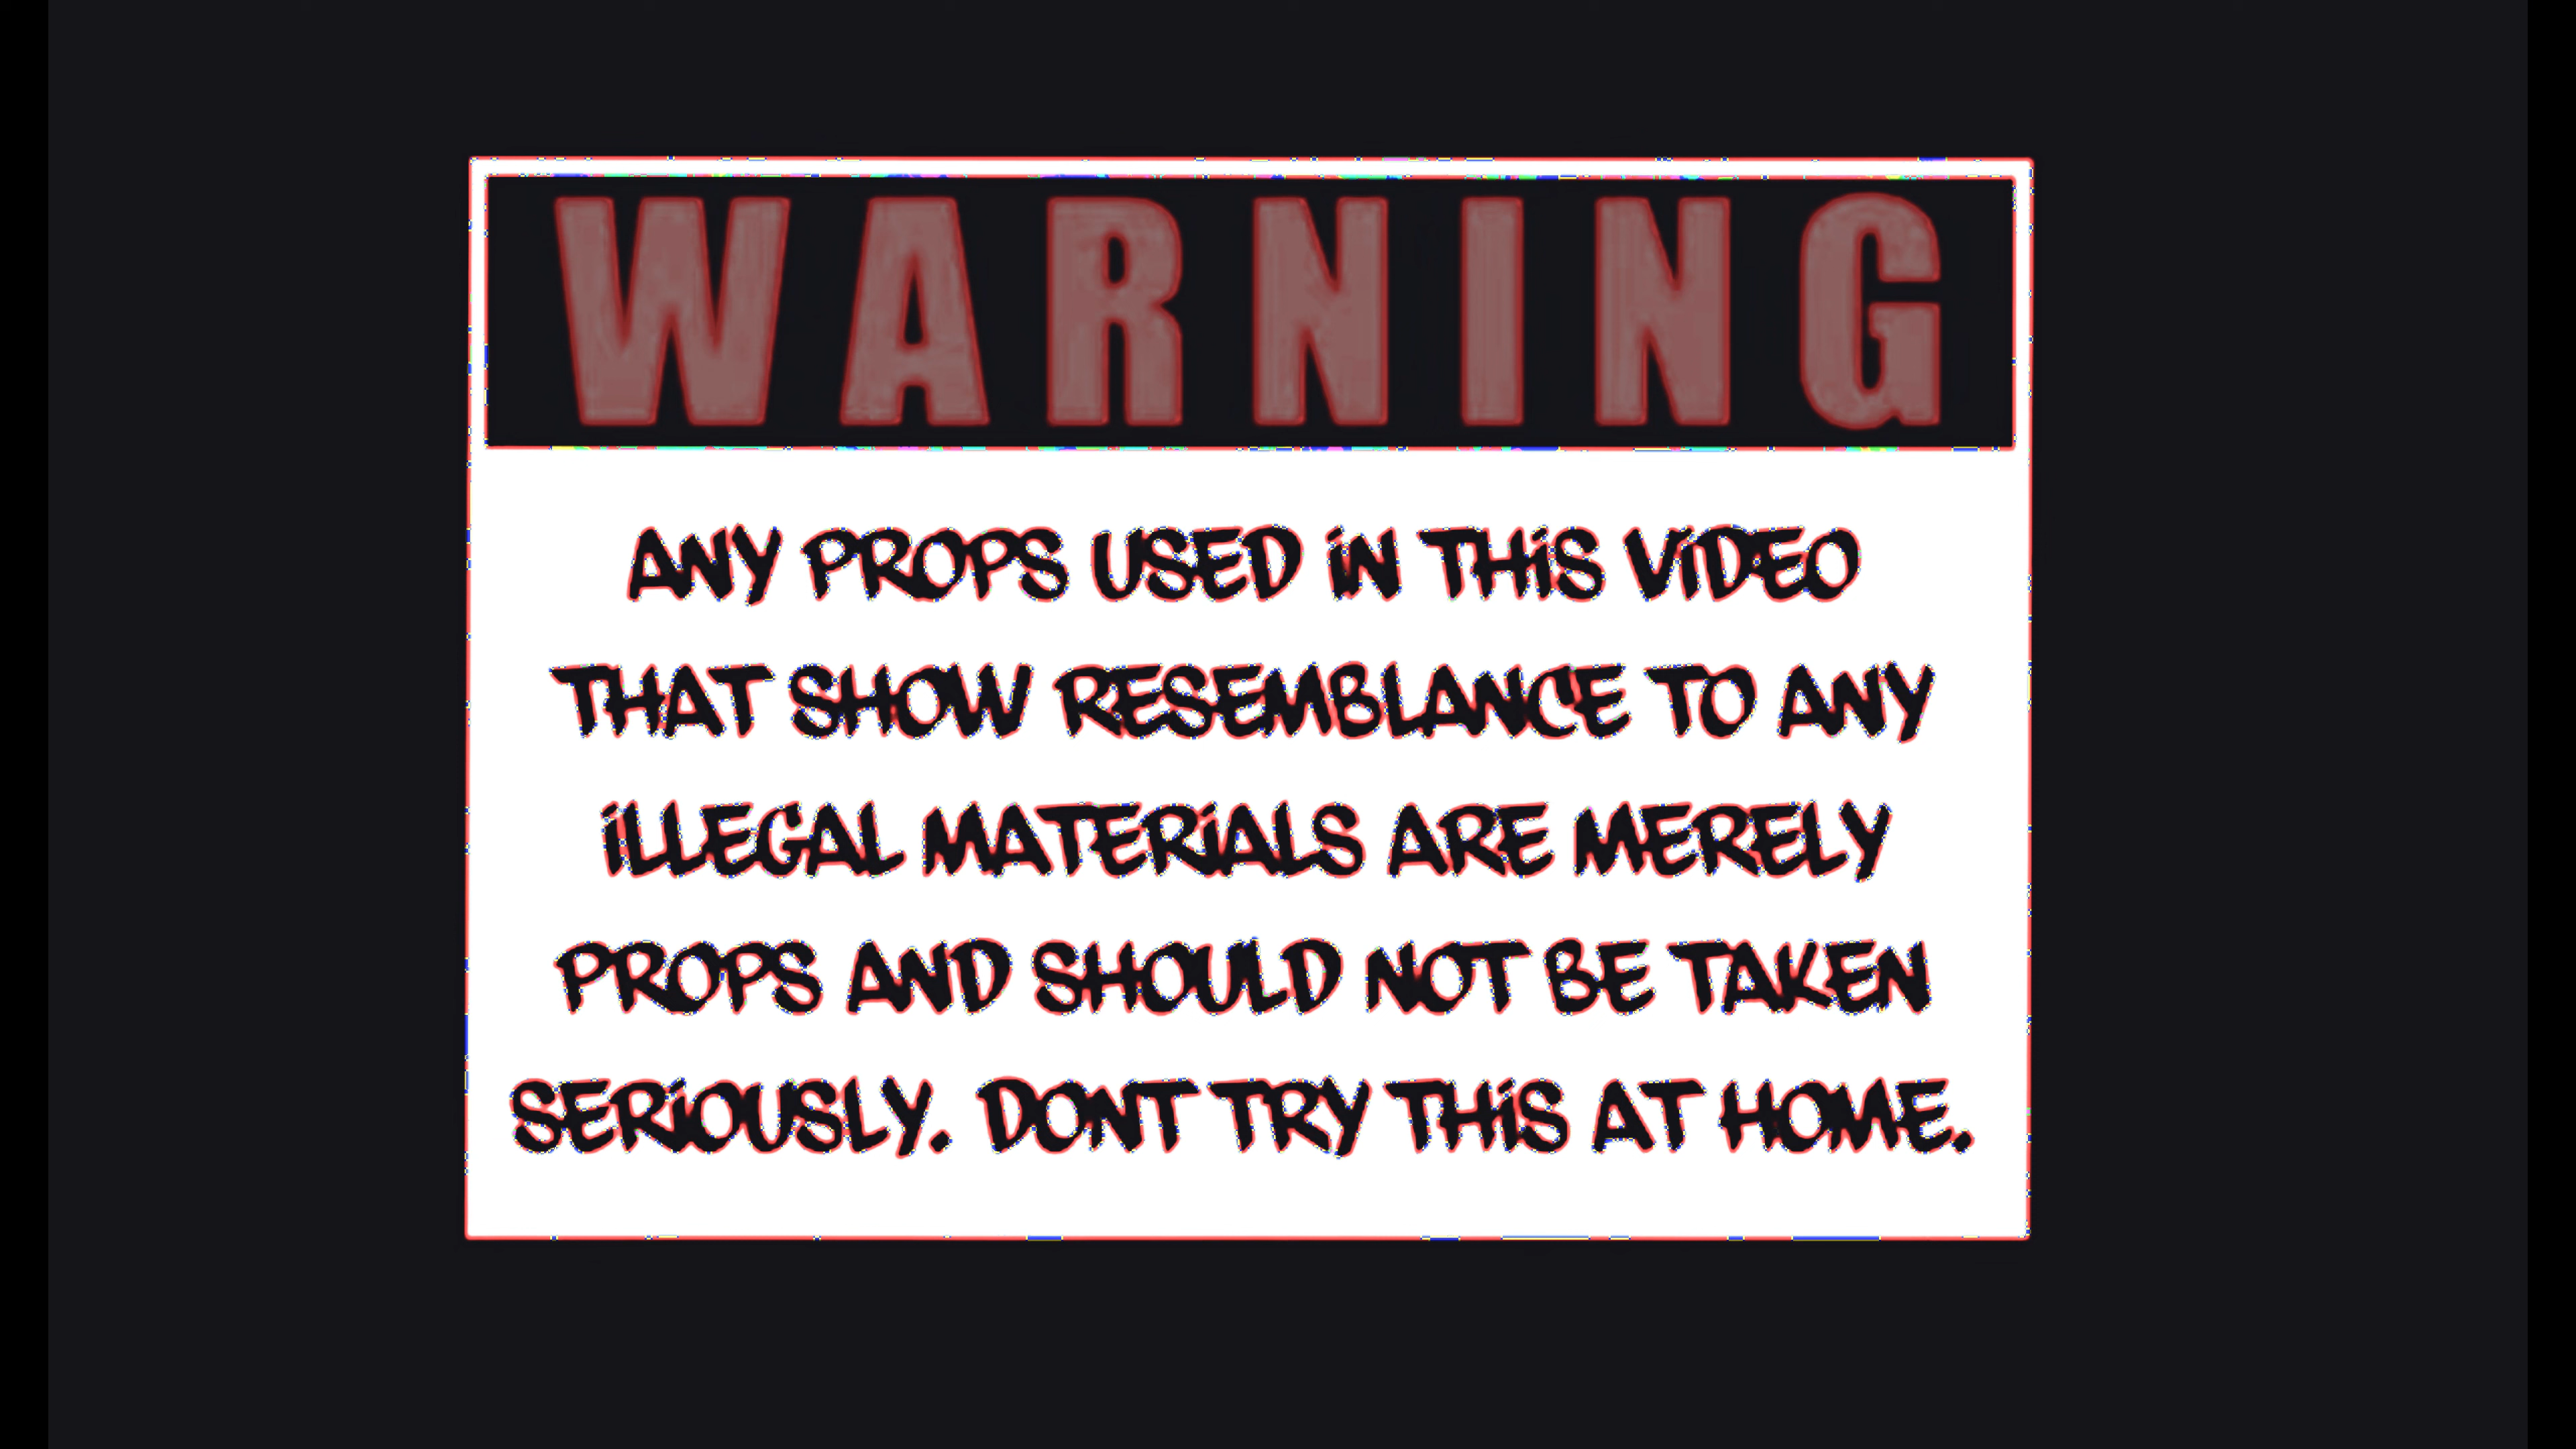 WARNING
ANY PROPS USED iN THiS ViDEO
THAT SHOW RESEMBLANCE TO ANY
iLLEGAL MATERiALS ARE MERELY
PROPS AND SHOULD NOT BE TAKEN
SERiOUSLY. DONT TRY THiS AT HOME.